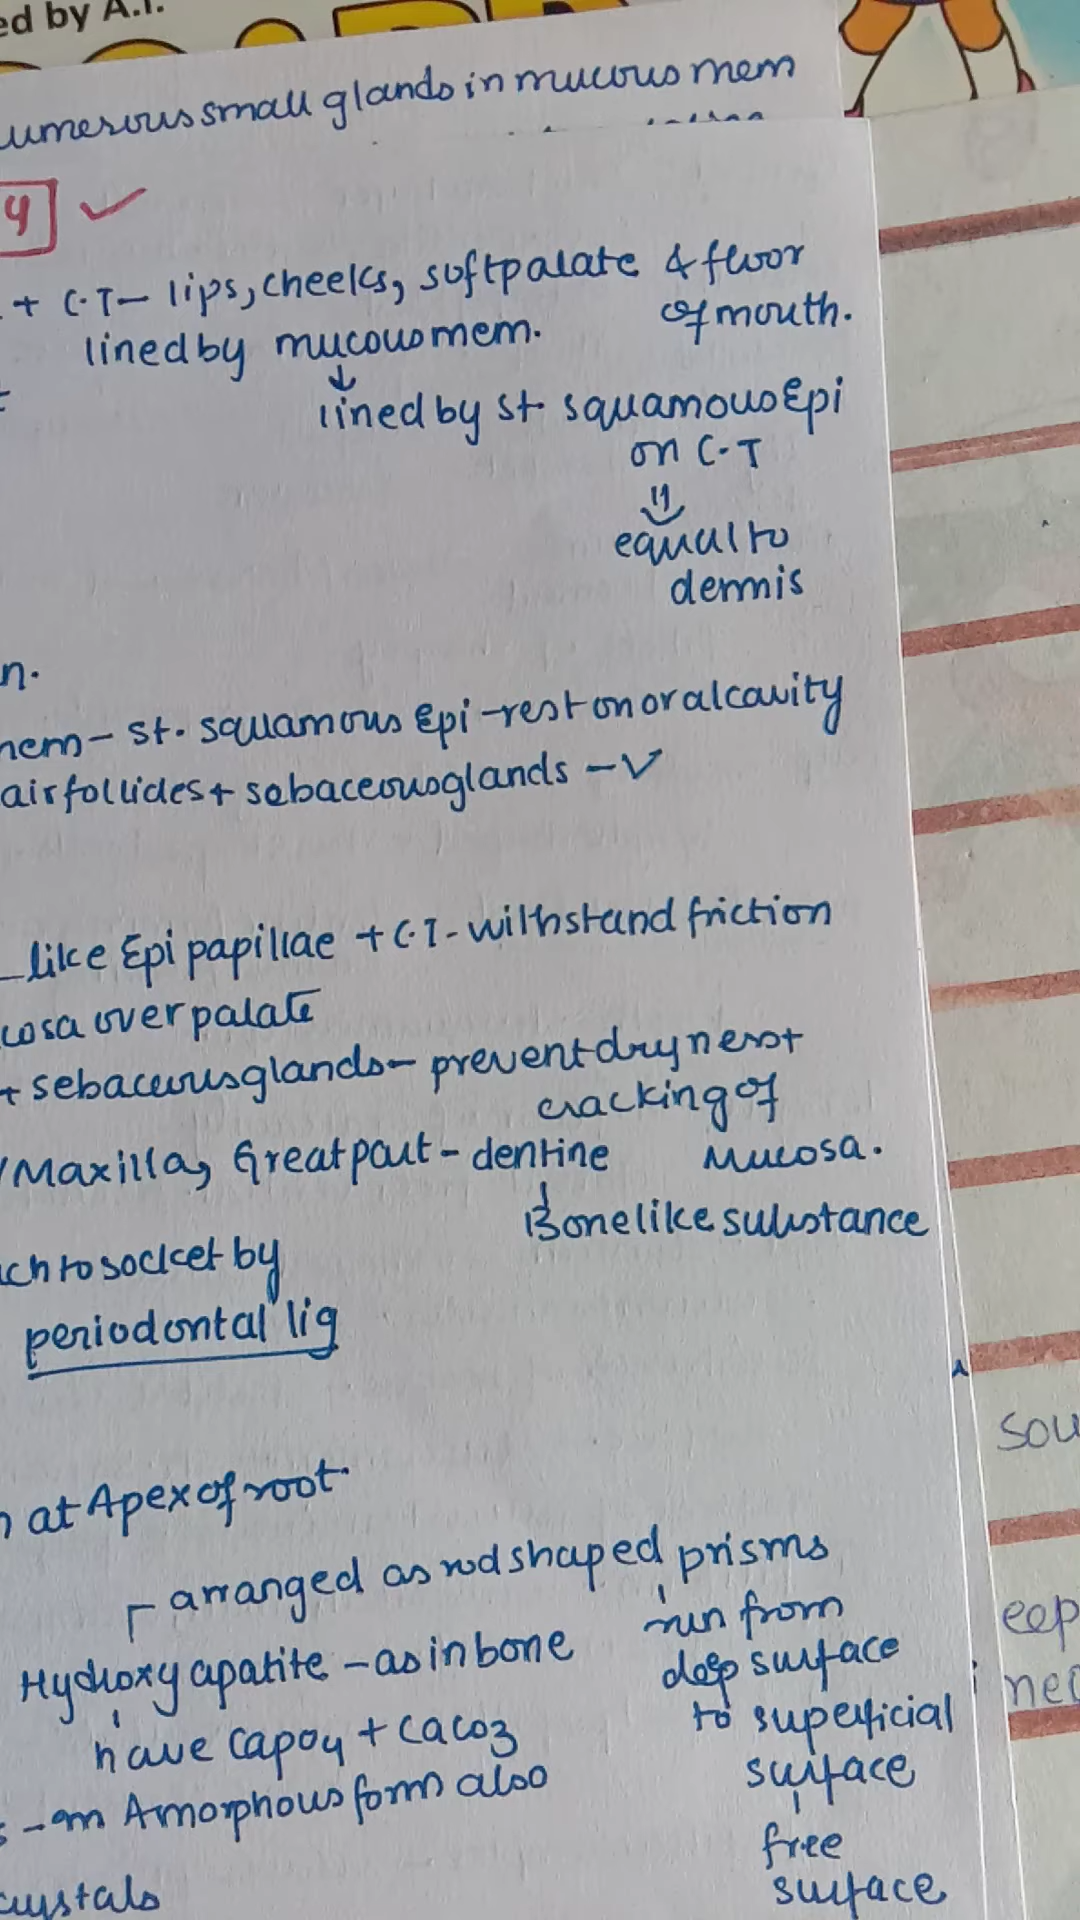 ed by A.I.
umerous small glands in mucous mem
4
+ C.T - lips, cheeks, soft palate & floor
of mouth.
lined by mucous mem.
lined by st. squamous Epi
on C.T
equal to
dermis
n.
mem - st. squamous Epi - rest on oral cavity
air follicles + sebaceous glands -
like Epi papillae + C.T - withstand friction
cosa over palate
+ sebaceous glands - prevent dryness +
cracking of
Mucosa.
Maxilla, Great part - dentine
Bone like substance
ch to socket by
periodontal lig
at Apex of root.
arranged as rod shaped prisms
run from
deep surface
to superficial
surface
free
surface
Hydroxy apatite - as in bone
have Capo4 + CaCO3
Amorphous form also
crystals
sou
eep